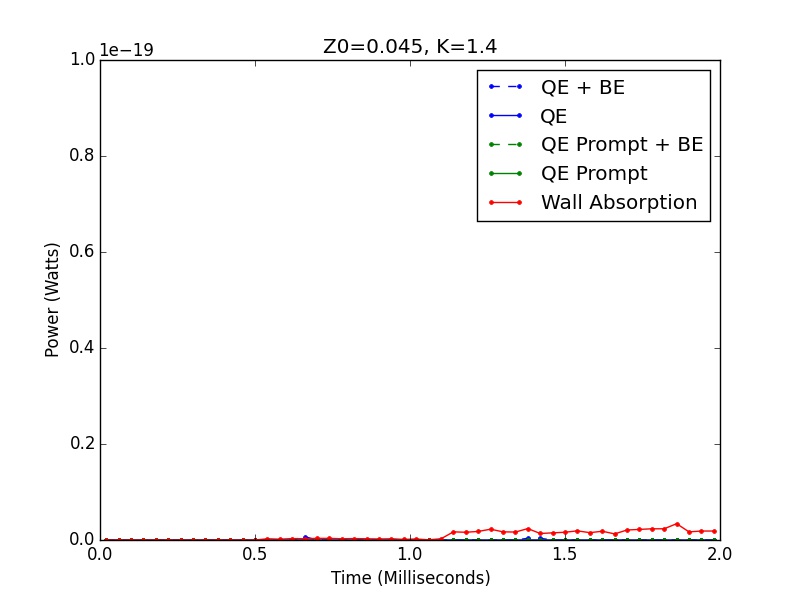 Z0=0.045, K=1.4
1e−19
1.0
0.8
0.6
0.4
0.2
0.0
Power (Watts)
QE + BE
QE
QE Prompt + BE
QE Prompt
Wall Absorption
0.0 0.5 1.0 1.5 2.0
Time (Milliseconds)